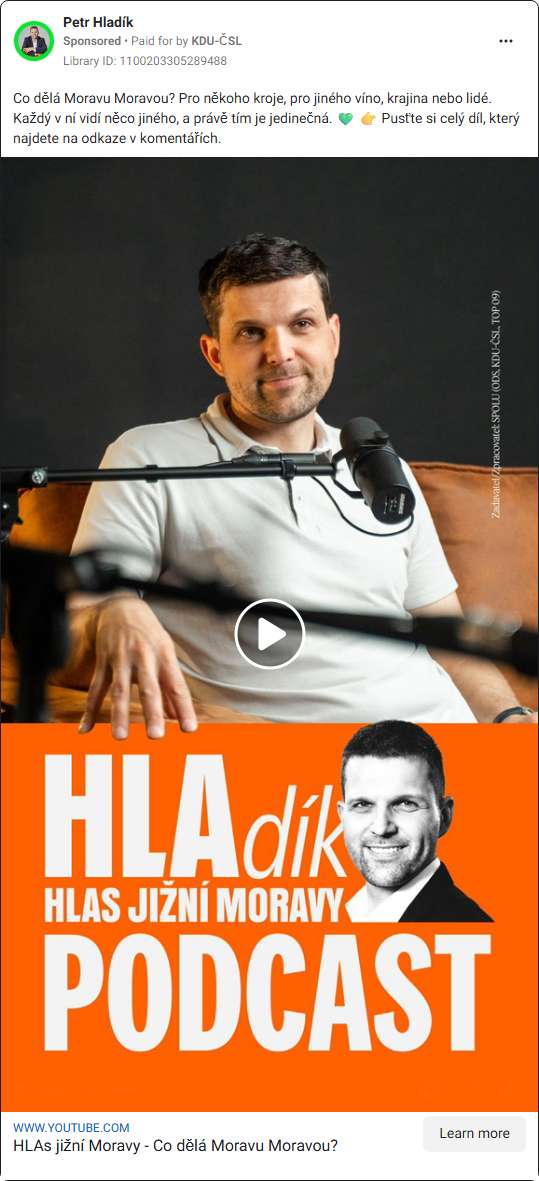 Petr Hladík
Sponsored • Paid for by KDU-ČSL
Library ID: 1100203305289488
Co dělá Moravu Moravou? Pro někoho kroje, pro jiného víno, krajina nebo lidé.
Každý v ní vidí něco jiného, a právě tím je jedinečná. 💚 👉 Pusťte si celý díl, který
najdete na odkaze v komentářích.
Zadavatel/Zpracovatel: SPOLU (ODS, KDU-ČSL, TOP 09)
HLAdík
HLAS JIŽNÍ MORAVY
PODCAST
WWW.YOUTUBE.COM
HLAs jižní Moravy - Co dělá Moravu Moravou?
Learn more